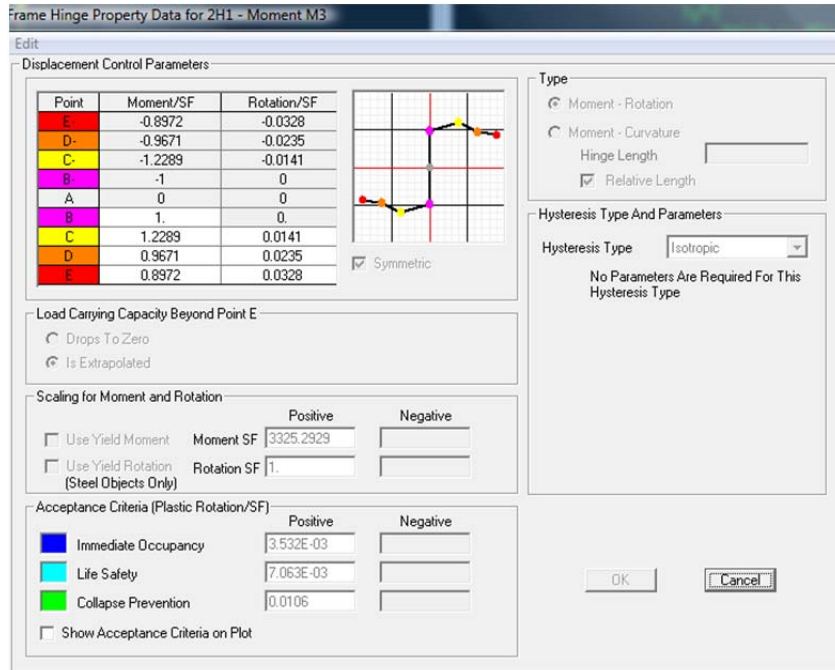 Frame Hinge Property Data for 2H1 - Moment M3
Edit
Displacement Control Parameters
Point Moment/SF Rotation/SF
E- -0.8972 -0.0328
D- -0.9671 -0.0235
C- -1.2289 -0.0141
B- -1 0
A 0 0
B 1. 0.
C 1.2289 0.0141
D 0.9671 0.0235
E 0.8972 0.0328
Symmetric
Load Carrying Capacity Beyond Point E
Drops To Zero
Is Extrapolated
Scaling for Moment and Rotation
Positive Negative
Use Yield Moment Moment SF 3325.2929
Use Yield Rotation Rotation SF 1.
(Steel Objects Only)
Acceptance Criteria (Plastic Rotation/SF)
Positive Negative
Immediate Occupancy 3.532E-03
Life Safety 7.063E-03
Collapse Prevention 0.0106
Show Acceptance Criteria on Plot
Type
Moment - Rotation
Moment - Curvature
Hinge Length
Relative Length
Hysteresis Type And Parameters
Hysteresis Type Isotropic
No Parameters Are Required For This
Hysteresis Type
OK Cancel